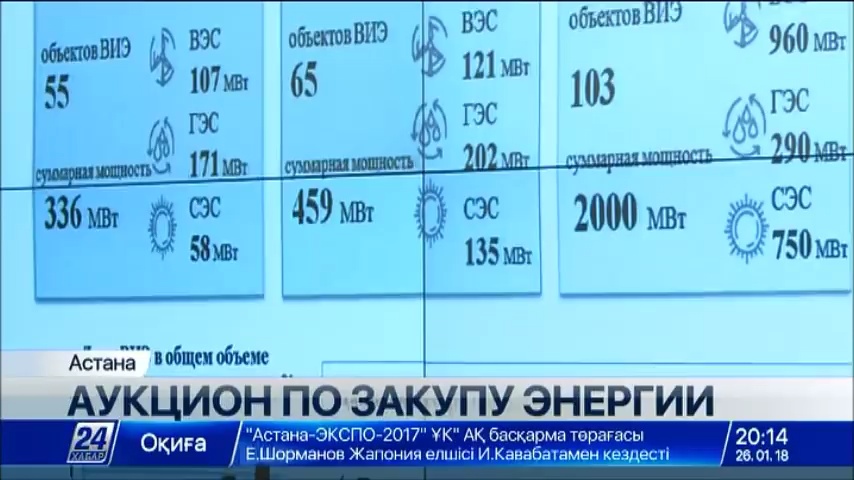 объектов ВИЭ
55
ВЭС
107 МВт
ГЭС
171 МВт
суммарная мощность
336 МВт
СЭС
58 МВт
объектов ВИЭ
65
ВЭС
121 МВт
ГЭС
202 МВт
суммарная мощность
459 МВт
СЭС
135 МВт
объектов ВИЭ
103
960 МВт
ГЭС
290 МВт
суммарная мощность
2000 МВт
СЭС
750 МВт
в общем объеме
Астана
АУКЦИОН ПО ЗАКУПУ ЭНЕРГИИ
24
ХАБАР
Оқиға
"Астана-ЭКСПО-2017" ҰК" АҚ басқарма төрағасы
Е.Шорманов Жапония елшісі И.Кавабатамен кездесті
20:14
26.01.18